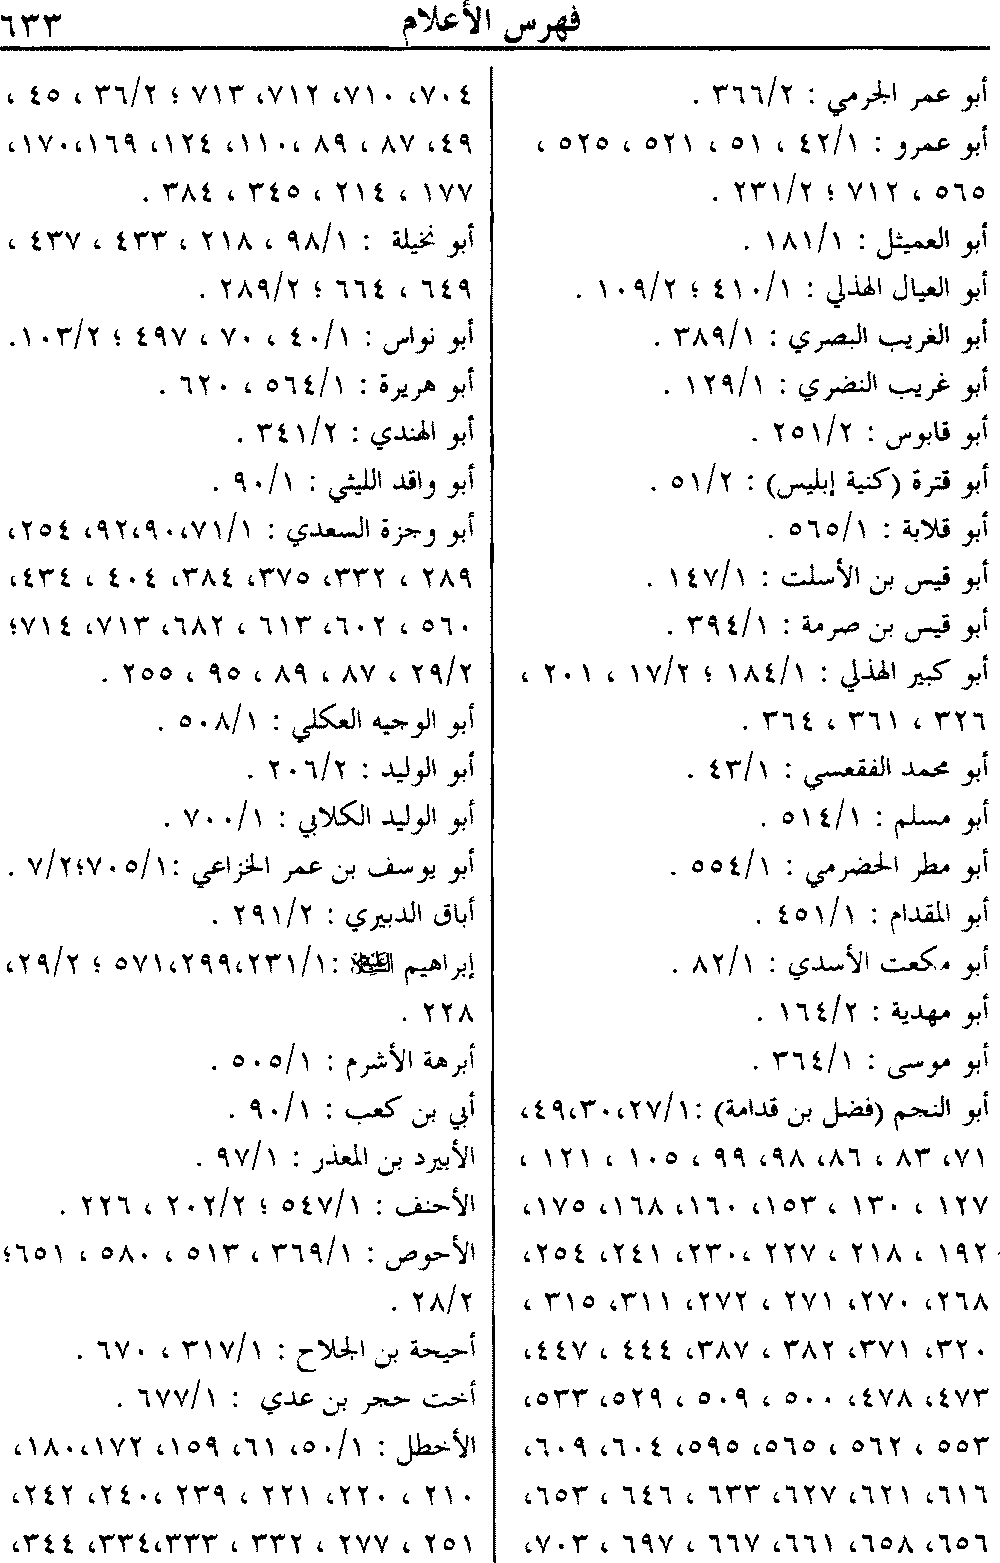 فهرس الأعلام ٦٣٣
أبو عمر الجرمي : ٣٦٦/٢ .
أبو عمرو : ٤٢/١ ، ٥١ ، ٥٢١ ، ٥٢٥ ،
٥٦٥ ، ٧١٢ ؛ ٢٣١/٢ .
أبو العميثل : ١٨١/١ .
أبو العيال الهذلي : ٤١٠/١ ؛ ١٠٩/٢ .
أبو الغريب البصري : ٣٨٩/١ .
أبو غريب النضري : ١٢٩/١ .
أبو قابوس : ٢٥١/٢ .
أبو قترة (كنية إبليس) : ٥١/٢ .
أبو قلابة : ٥٦٥/١ .
أبو قيس بن الأسلت : ١٤٧/١ .
أبو قيس بن صرمة : ٣٩٤/١ .
أبو كبير الهذلي : ١٨٤/١ ؛ ١٧/٢ ، ٢٠١ ،
٣٢٦ ، ٣٦١ ، ٣٦٤ .
أبو محمد الفقعسي : ٤٣/١ .
أبو مسلم : ٥١٤/١ .
أبو مطر الحضرمي : ٥٥٤/١ .
أبو المقدام : ٤٥١/١ .
أبو مكعت الأسدي : ٨٢/١ .
أبو مهدية : ١٦٤/٢ .
أبو موسى : ٣٦٤/١ .
أبو النجم (فضل بن قدامة) :٢٧/١،٣٠،٤٩،
٧١، ٨٣ ، ٨٦، ٩٨، ٩٩ ، ١٠٥ ، ١٢١ ،
١٢٧ ، ١٣٠ ، ١٥٣، ١٦٠، ١٦٨، ١٧٥،
١٩٢ ، ٢١٨ ، ٢٢٧ ،٢٣٠، ٢٤١، ٢٥٤،
٢٦٨، ٢٧٠، ٢٧١ ، ٢٧٢، ٣١١، ٣١٥ ،
٣٢٠، ٣٧١، ٣٨٢ ، ٣٨٧، ٤٤٤ ، ٤٤٧،
٤٧٣، ٤٧٨، ٥٠٠ ، ٥٠٩ ، ٥٢٩، ٥٣٣،
٥٥٣ ، ٥٦٢ ، ٥٦٥، ٥٩٥، ٦٠٤، ٦٠٩،
٦١٦، ٦٢١، ٦٢٧، ٦٣٣ ، ٦٤٦ ، ٦٥٣،
٦٥٦، ٦٥٨، ٦٦١، ٦٦٧ ، ٦٩٧ ، ٧٠٣،
٧٠٤، ٧١٠، ٧١٢، ٧١٣ ؛ ٣٦/٢ ، ٤٥ ،
٤٩، ٨٧ ، ٨٩ ،١١٠، ١٢٤، ١٦٩،١٧٠،
١٧٧ ، ٢١٤ ، ٣٤٥ ، ٣٨٤ .
أبو نخيلة : ٩٨/١ ، ٢١٨ ، ٤٣٣ ، ٤٣٧ ،
٦٤٩ ، ٦٦٤ ؛ ٢٨٩/٢ .
أبو نواس : ٤٠/١ ، ٧٠ ، ٤٩٧ ؛ ١٠٣/٢.
أبو هريرة : ٥٦٤/١ ، ٦٢٠ .
أبو الهندي : ٣٤١/٢ .
أبو واقد الليثي : ٩٠/١ .
أبو وجزة السعدي : ٧١/١،٩٠،٩٢، ٢٥٤،
٢٨٩ ، ٣٣٢، ٣٧٥، ٣٨٤، ٤٠٤ ، ٤٣٤،
٥٦٠ ، ٦٠٢، ٦١٣ ، ٦٨٢، ٧١٣، ٧١٤؛
٢٩/٢ ، ٨٧ ، ٨٩ ، ٩٥ ، ٢٥٥ .
أبو الوجيه العكلي : ٥٠٨/١ .
أبو الوليد : ٢٠٦/٢ .
أبو الوليد الكلابي : ٧٠٠/١ .
أبو يوسف بن عمر الخزاعي :٧٠٥/١؛٧/٢ .
أباق الدبيري : ٢٩١/٢ .
إبراهيم ﷺ :٢٣١/١،٢٩٩،٥٧١ ؛ ٢٩/٢،
٢٢٨ .
أبرهة الأشرم : ٥٠٥/١ .
أبي بن كعب : ٩٠/١ .
الأبيرد بن المعذر : ٩٧/١ .
الأحنف : ٥٤٧/١ ؛ ٢٠٢/٢ ، ٢٢٦ .
الأحوص : ٣٦٩/١ ، ٥١٣ ، ٥٨٠ ، ٦٥١؛
٢٨/٢ .
أحيحة بن الجلاح : ٣١٧/١ ، ٦٧٠ .
أخت حجر بن عدي : ٦٧٧/١ .
الأخطل : ٥٠/١، ٦١، ١٥٩، ١٧٢،١٨٠،
٢١٠ ، ٢٢٠، ٢٢١ ، ٢٣٩ ،٢٤٠، ٢٤٢،
٢٥١ ، ٢٧٧ ، ٣٣٢ ، ٣٣٣،٣٣٤، ٣٤٤،